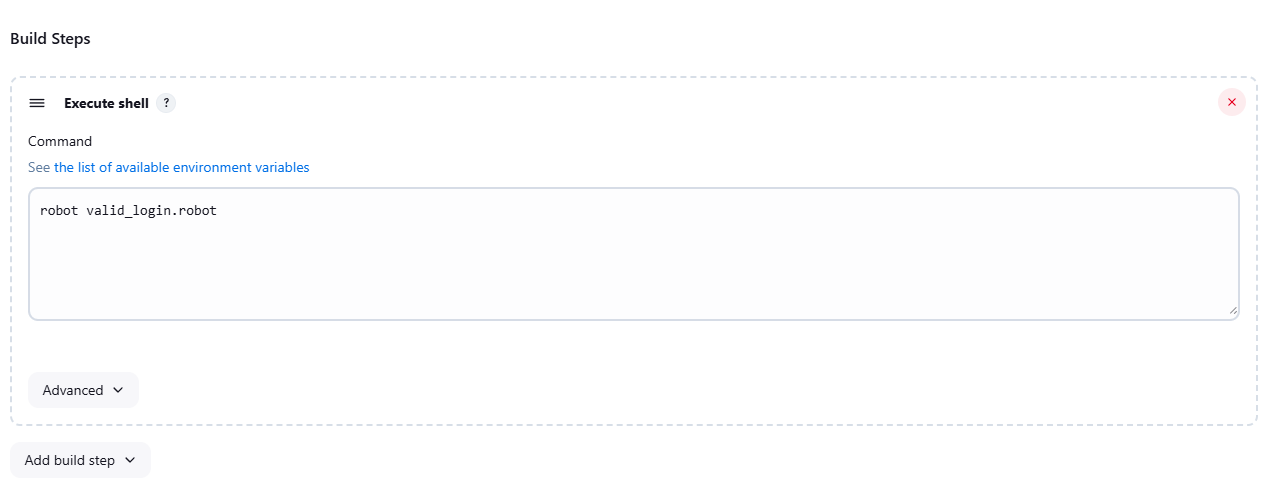 Build Steps
Execute shell ?
Command
See the list of available environment variables
robot valid_login.robot
Advanced
Add build step